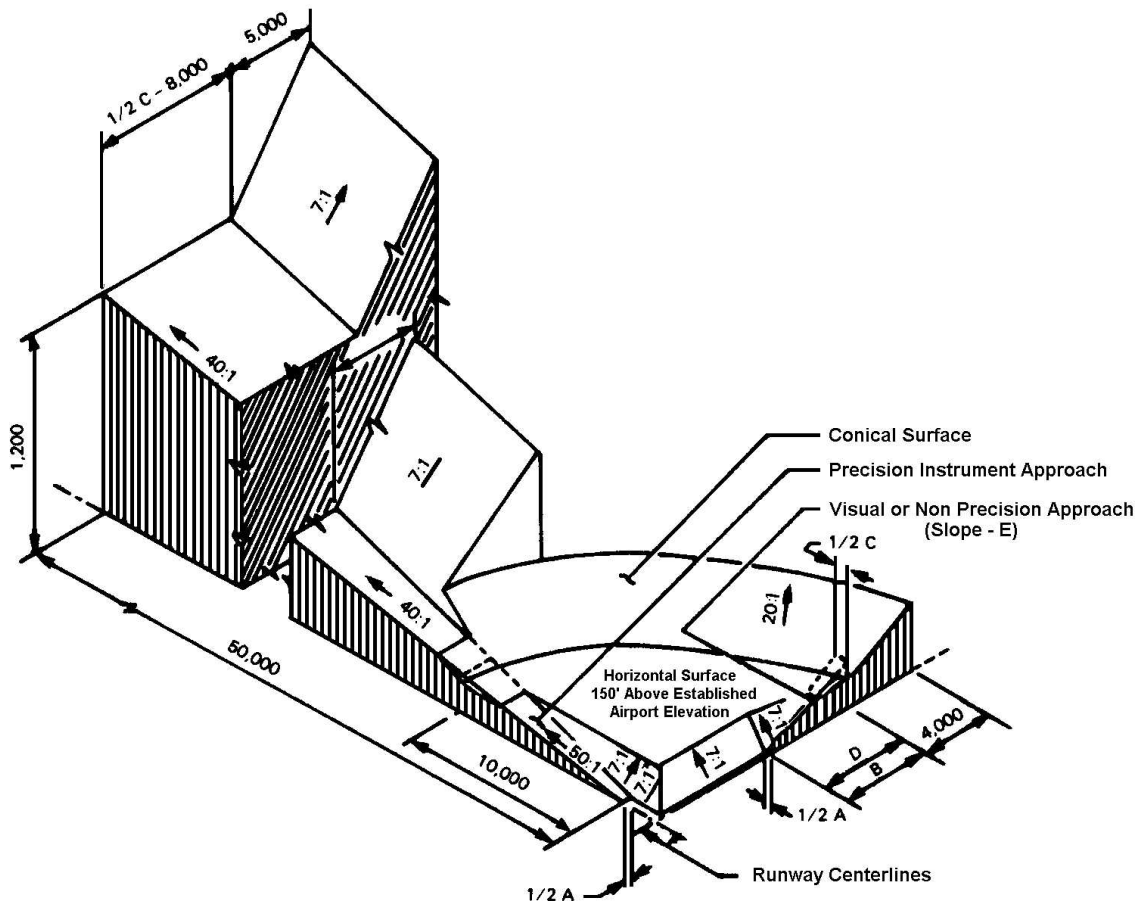 5,000
1/2 C – 8,000
7:1
40:1
1,200
7:1
Conical Surface
Precision Instrument Approach
Visual or Non Precision Approach
(Slope - E)
1/2 C
40:1
20:1
50,000
Horizontal Surface
150' Above Established
Airport Elevation
7:1
4,000
D
B
10,000
50:1
7:1
7:1
7:1
1/2 A
Runway Centerlines
1/2 A